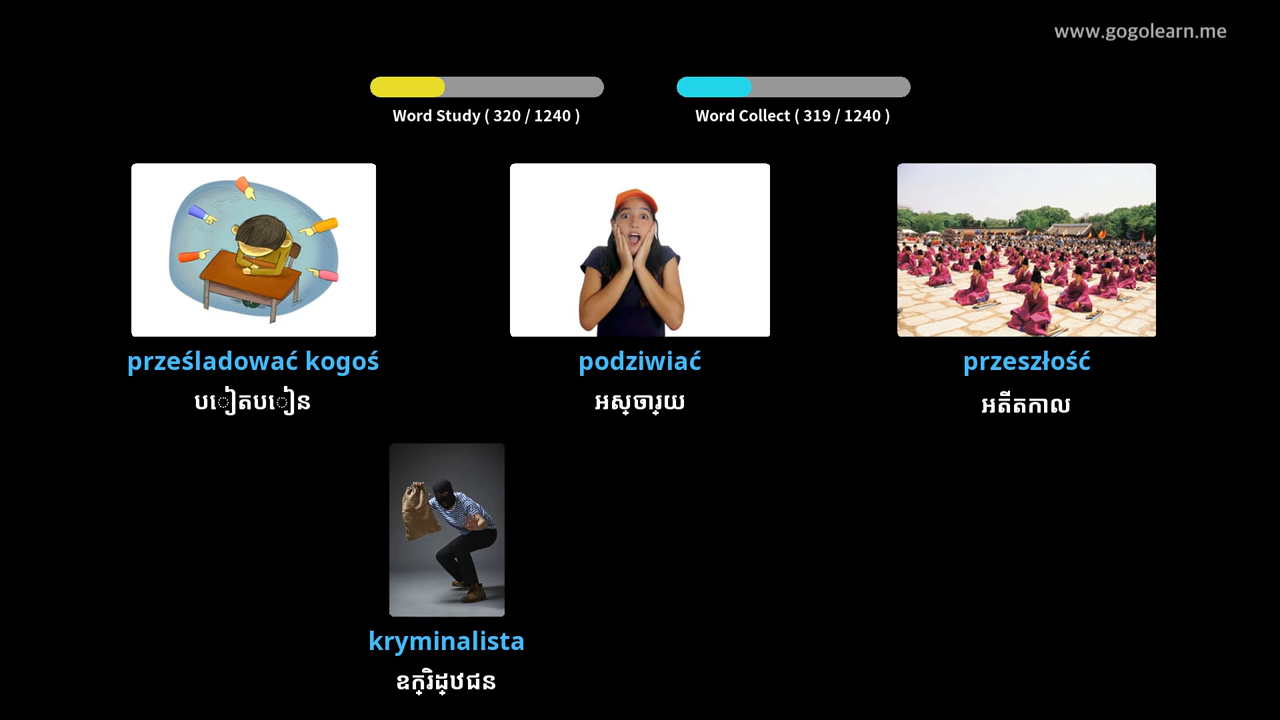 www.gogolearn.me
Word Study ( 320 / 1240 )
Word Collect ( 319 / 1240 )
prześladować kogoś
podziwiać
przeszłość
បៀតបៀន
អស្ចារ្យ
អតីតកាល
kryminalista
ឧក្រិដ្ឋជន